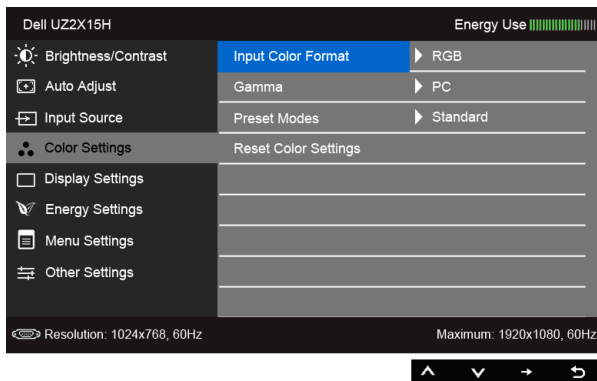 Dell UZ2X15H Energy Use
Brightness/Contrast Input Color Format RGB
Auto Adjust Gamma PC
Input Source Preset Modes Standard
Color Settings Reset Color Settings
Display Settings
Energy Settings
Menu Settings
Other Settings
Resolution: 1024x768, 60Hz Maximum: 1920x1080, 60Hz